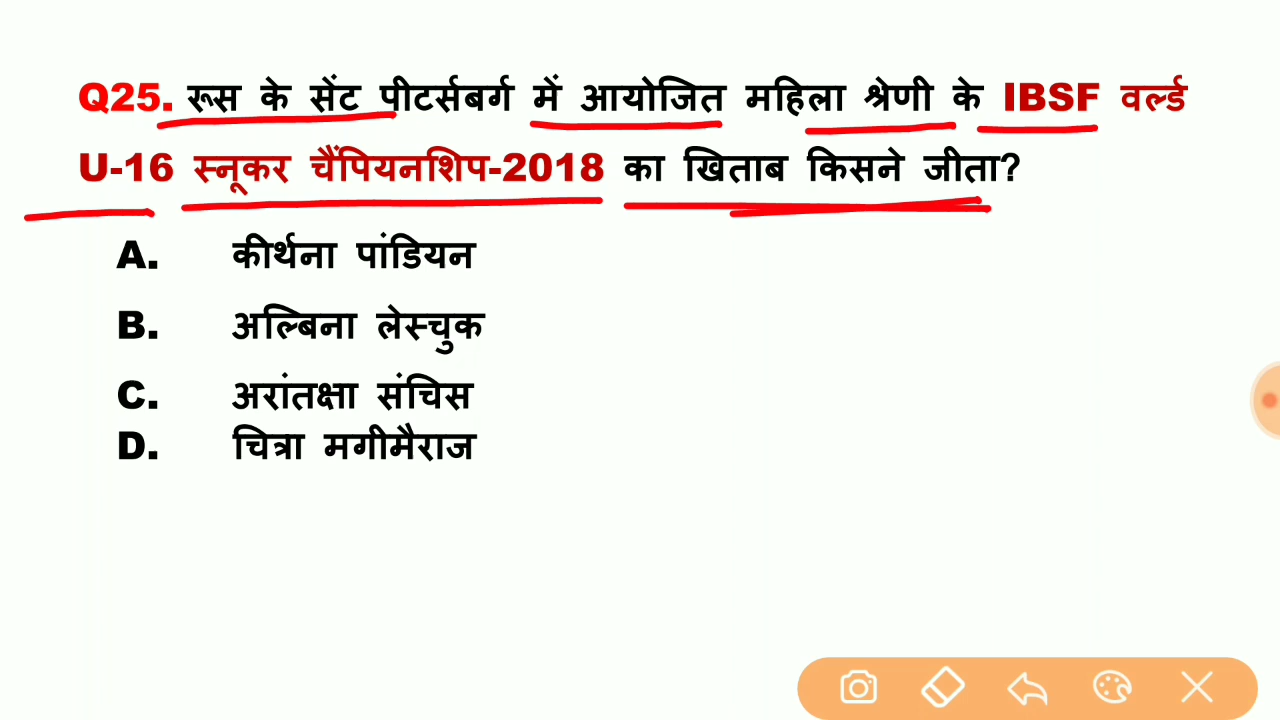 Q25. रूस के सेंट पीटर्सबर्ग में आयोजित महिला श्रेणी के IBSF वर्ल्ड
U-16 स्नूकर चैंपियनशिप-2018 का खिताब किसने जीता?
A. कीर्थना पांडियन
B. अल्बिना लेस्चुक
C. अरांतक्षा संचिस
D. चित्रा मगीमैराज